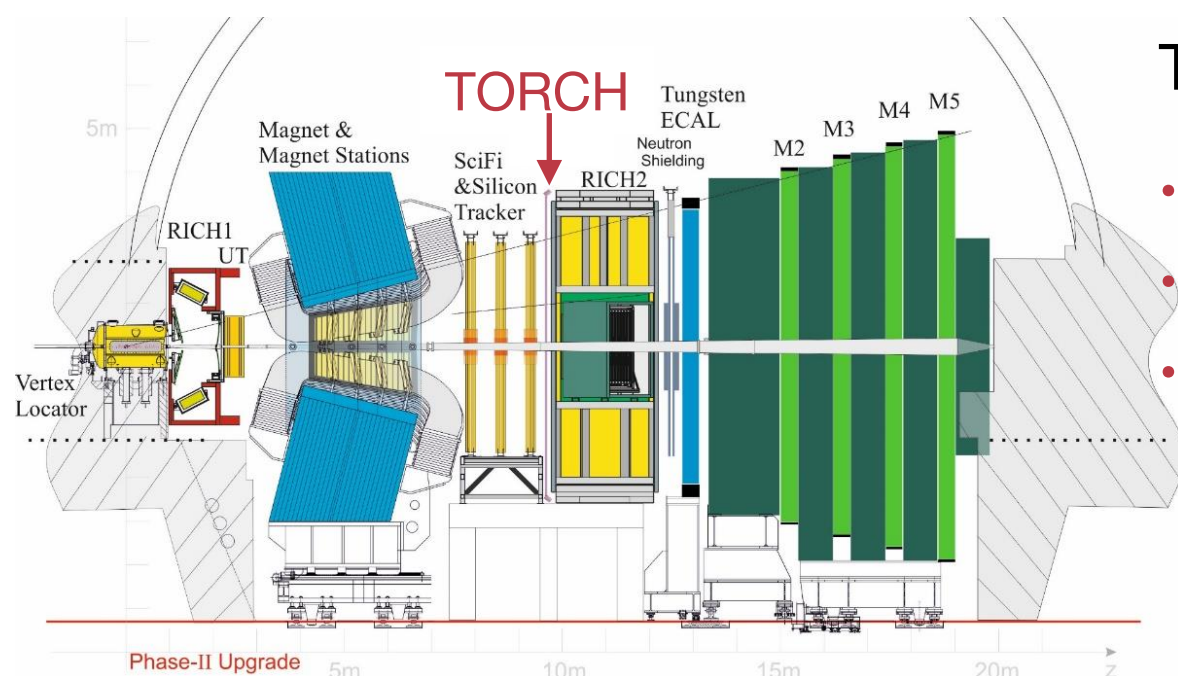 T
TORCH
5m
Magnet &
Magnet Stations
SciFi
&Silicon
Tracker
RICH2
Tungsten
ECAL
Neutron
Shielding
M2
M3
M4
M5
RICH1
UT
Vertex
Locator
Phase-II Upgrade
5m
10m
15m
20m
z